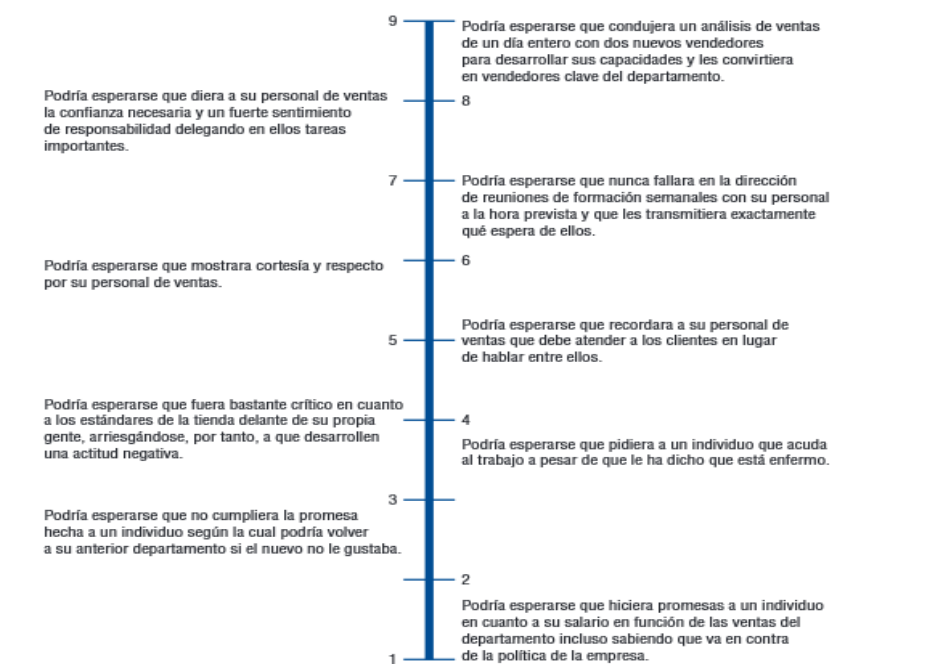 9
Podría esperarse que condujera un análisis de ventas
de un día entero con dos nuevos vendedores
para desarrollar sus capacidades y les convirtiera
en vendedores clave del departamento.
Podría esperarse que diera a su personal de ventas
la confianza necesaria y un fuerte sentimiento
de responsabilidad delegando en ellos tareas
importantes.
8
7
Podría esperarse que nunca fallara en la dirección
de reuniones de formación semanales con su personal
a la hora prevista y que les transmitiera exactamente
qué espera de ellos.
Podría esperarse que mostrara cortesía y respecto
por su personal de ventas.
6
5
Podría esperarse que recordara a su personal de
ventas que debe atender a los clientes en lugar
de hablar entre ellos.
Podría esperarse que fuera bastante crítico en cuanto
a los estándares de la tienda delante de su propia
gente, arriesgándose, por tanto, a que desarrollen
una actitud negativa.
4
Podría esperarse que pidiera a un individuo que acuda
al trabajo a pesar de que le ha dicho que está enfermo.
3
Podría esperarse que no cumpliera la promesa
hecha a un individuo según la cual podría volver
a su anterior departamento si el nuevo no le gustaba.
2
Podría esperarse que hiciera promesas a un individuo
en cuanto a su salario en función de las ventas del
departamento incluso sabiendo que va en contra
de la política de la empresa.
1